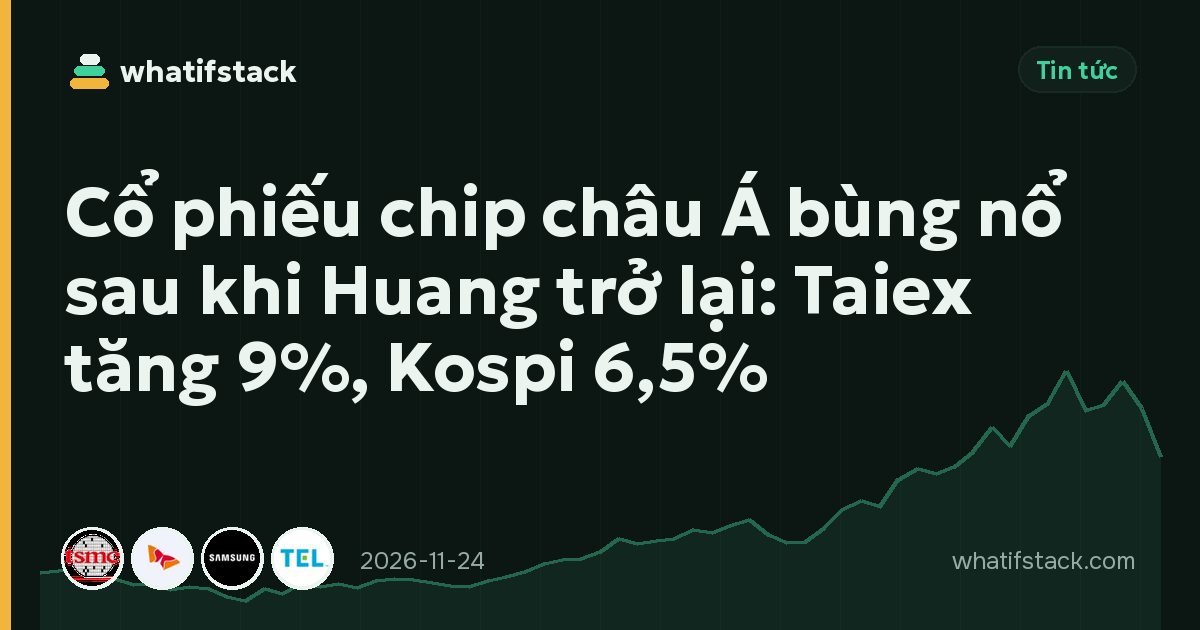 whatifstack
Tin tức
Cổ phiếu chip châu Á bùng nổ
sau khi Huang trở lại: Taiex
tăng 9%, Kospi 6,5%
tsmc
SAMSUNG
TEL
2026-11-24
whatifstack.com